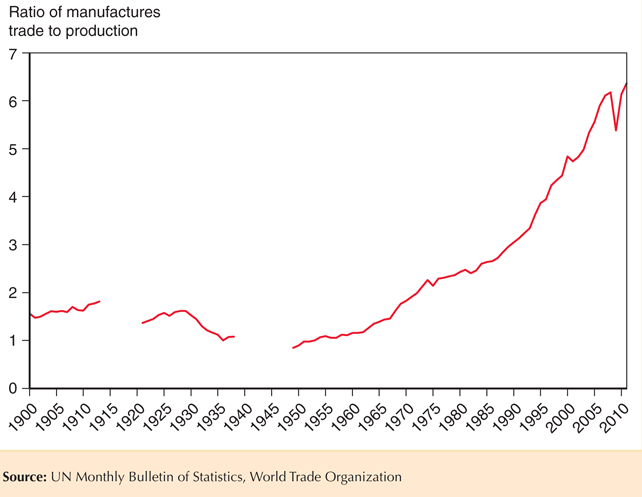 Ratio of manufactures
trade to production
7
6
5
4
3
2
1
0
1900 1905 1910 1915 1920 1925 1930 1935 1940 1945 1950 1955 1960 1965 1970 1975 1980 1985 1990 1995 2000 2005 2010
Source: UN Monthly Bulletin of Statistics, World Trade Organization